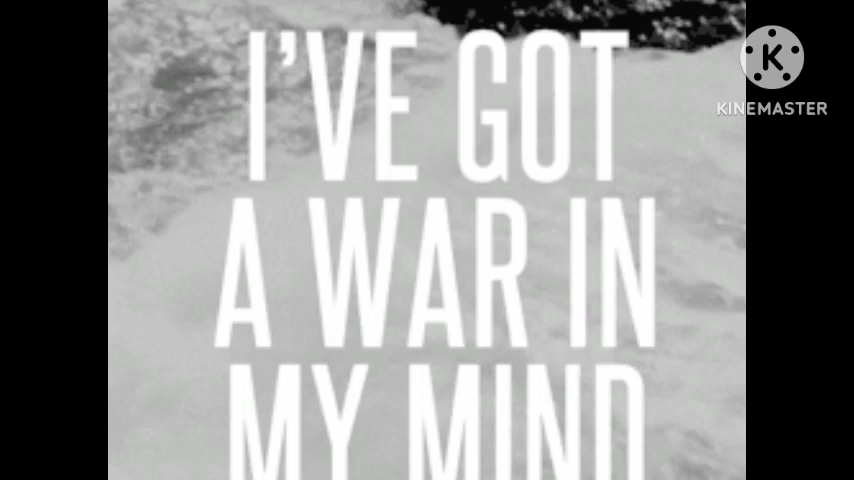 I'VE GOT
A WAR IN
MY MIND
K
KINEMASTER